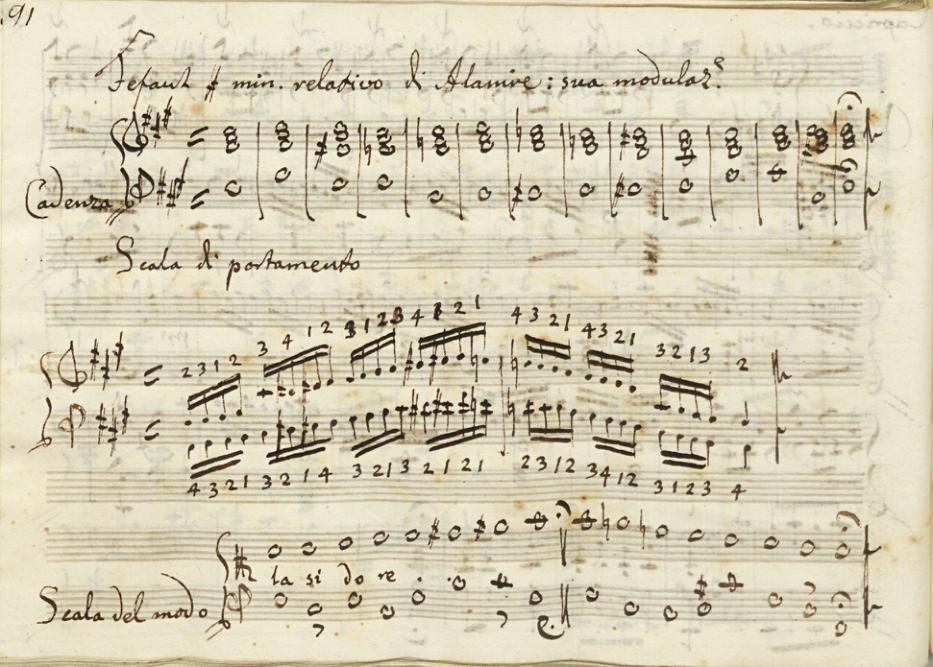 91
Fefaut # min. relativo di Alamire: sua modulaz.e
Cadenza
Scala di portamento
2 3 1 2 3 4 1 2 3 1 2 3 4 1 2 1 4 3 2 1 4 3 2 1 3 2 1 3 2
4 3 2 1 3 2 1 4 3 2 1 3 2 1 2 1 2 3 1 2 3 4 1 2 3 1 2 3 4
la si do re
Scala del modo